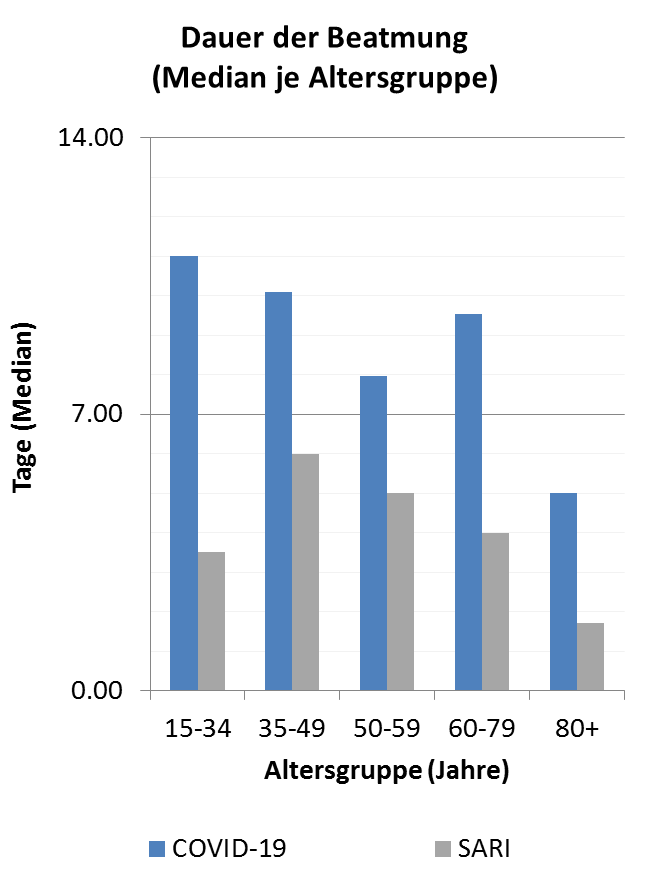 Dauer der Beatmung
(Median je Altersgruppe)
14.00
7.00
0.00
Tage (Median)
15-34 35-49 50-59 60-79 80+
Altersgruppe (Jahre)
COVID-19 SARI